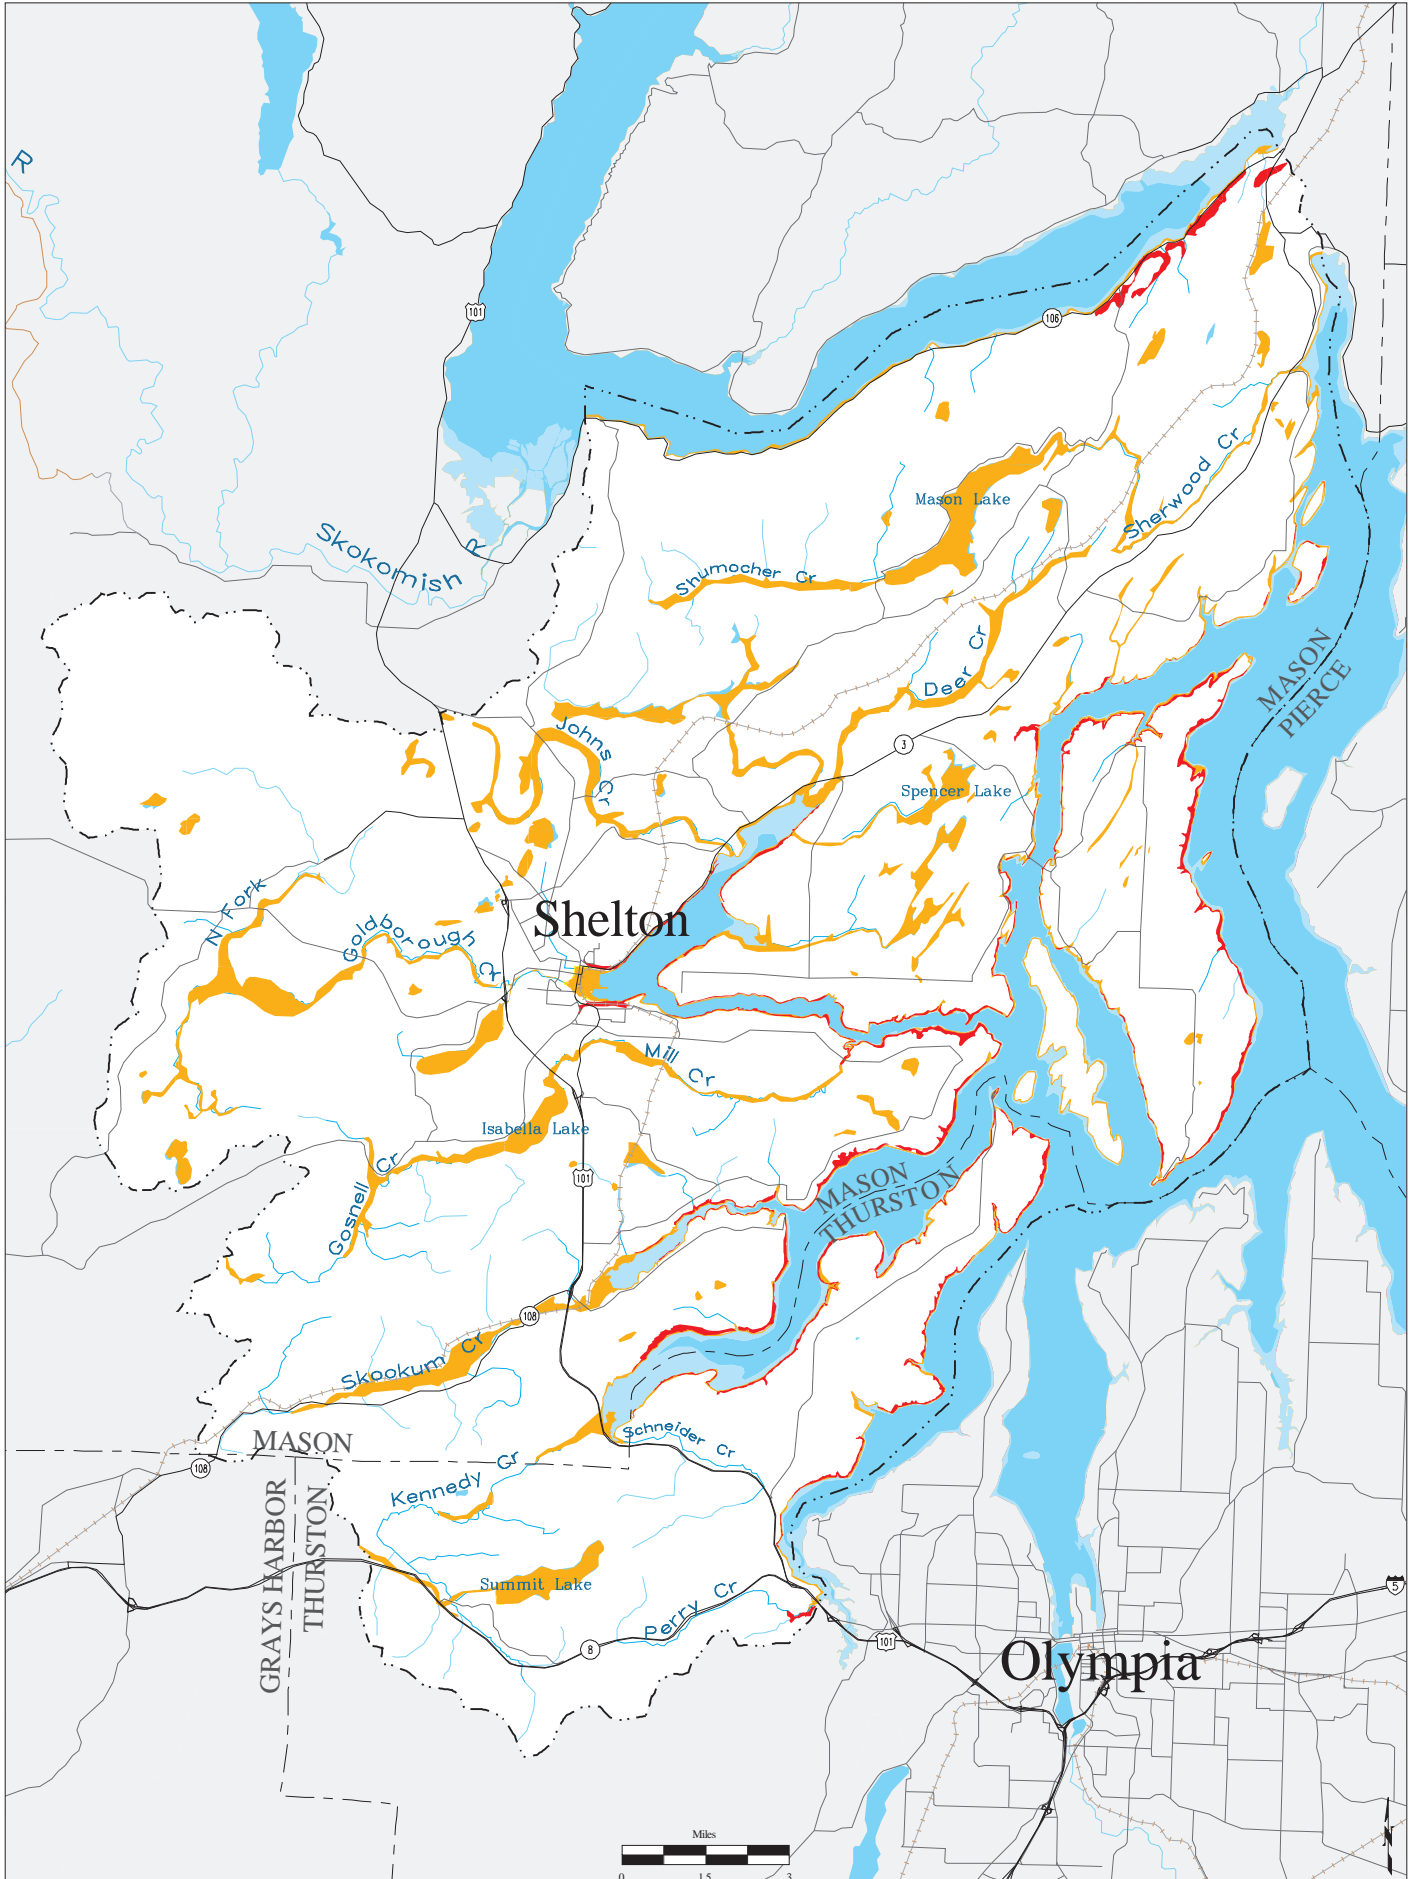 R
101
106
Mason Lake
Sherwood Cr
Skokomish R
Shumocher Cr
Deer Cr
MASON
PIERCE
Johns Cr
3
Spencer Lake
N Fork
Goldborough Cr
Shelton
Mill Cr
Isabella Lake
Gosnell Cr
101
MASON
THURSTON
108
Skookum Cr
MASON
108
Schneider Cr
Kennedy Gr
GRAYS HARBOR
THURSTON
Summit Lake
Perry Cr
5
8
101
Olympia
Miles
0 1.5 3
N